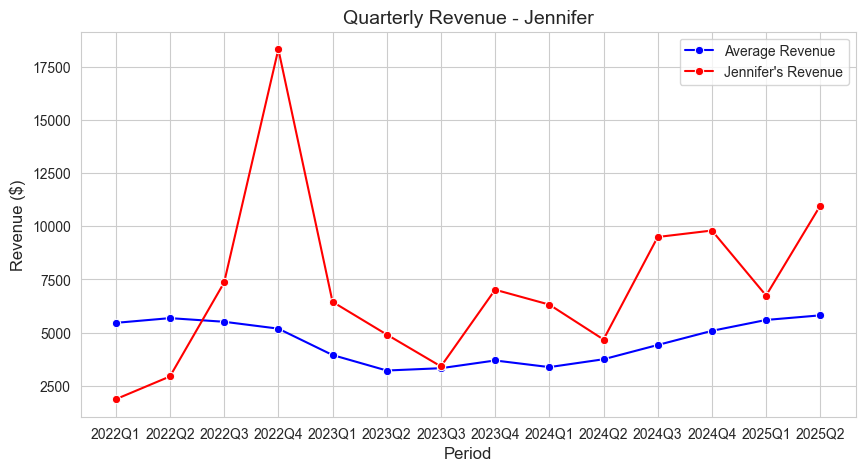 Quarterly Revenue - Jennifer
Average Revenue
Jennifer's Revenue
Revenue ($)
17500
15000
12500
10000
7500
5000
2500
2022Q1 2022Q2 2022Q3 2022Q4 2023Q1 2023Q2 2023Q3 2023Q4 2024Q1 2024Q2 2024Q3 2024Q4 2025Q1 2025Q2
Period